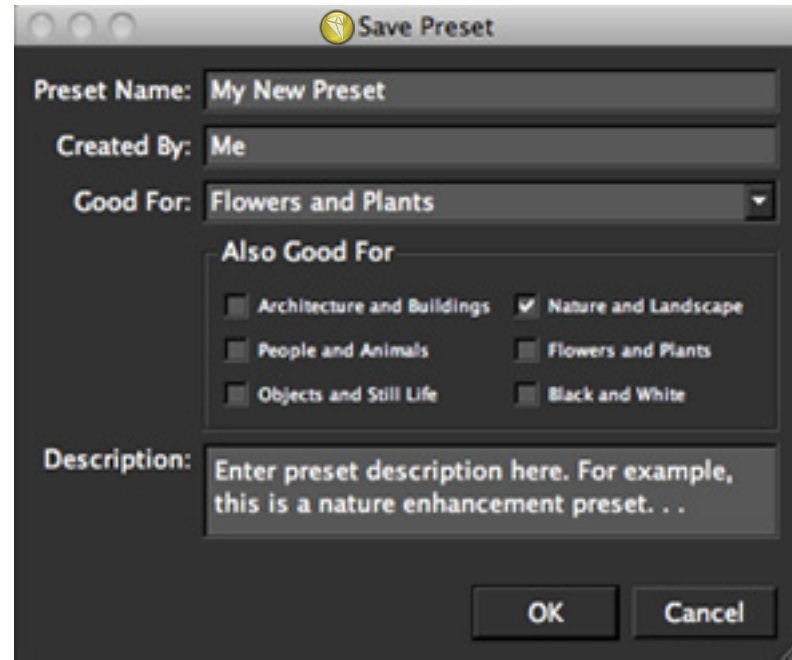 Save Preset
Preset Name: My New Preset
Created By: Me
Good For: Flowers and Plants
Also Good For
Architecture and Buildings Nature and Landscape
People and Animals Flowers and Plants
Objects and Still Life Black and White
Description: Enter preset description here. For example,
this is a nature enhancement preset. . .
OK Cancel